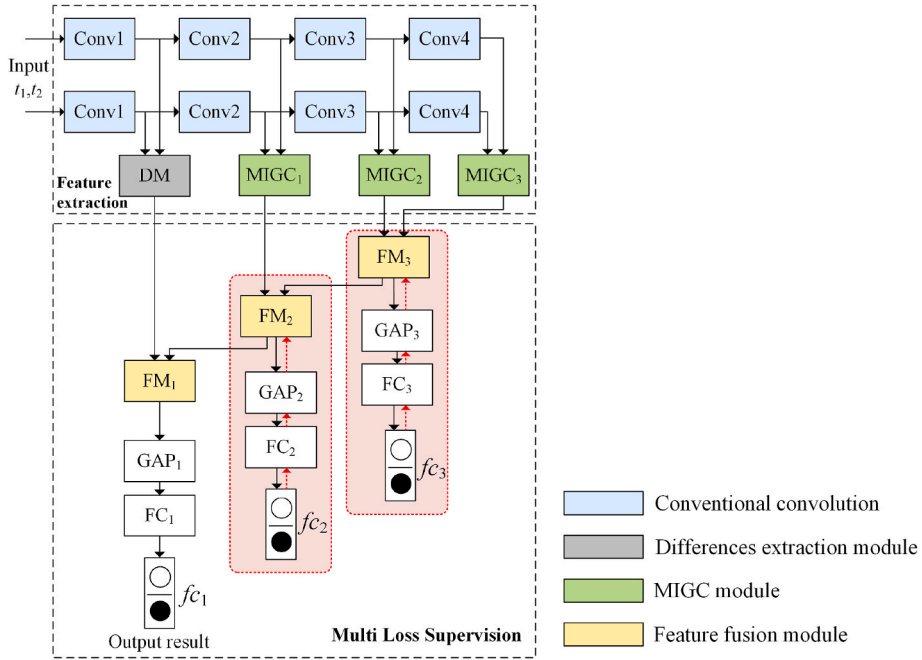 Conv1 Conv2 Conv3 Conv4
Input
t₁,t₂
Conv1 Conv2 Conv3 Conv4
DM MIGC₁ MIGC₂ MIGC₃
Feature
extraction
FM₃
FM₂
GAP₃
FM₁
GAP₂
FC₃
GAP₁
FC₂
fc₃
FC₁
fc₂
fc₁
Output result
Multi Loss Supervision
Conventional convolution
Differences extraction module
MIGC module
Feature fusion module